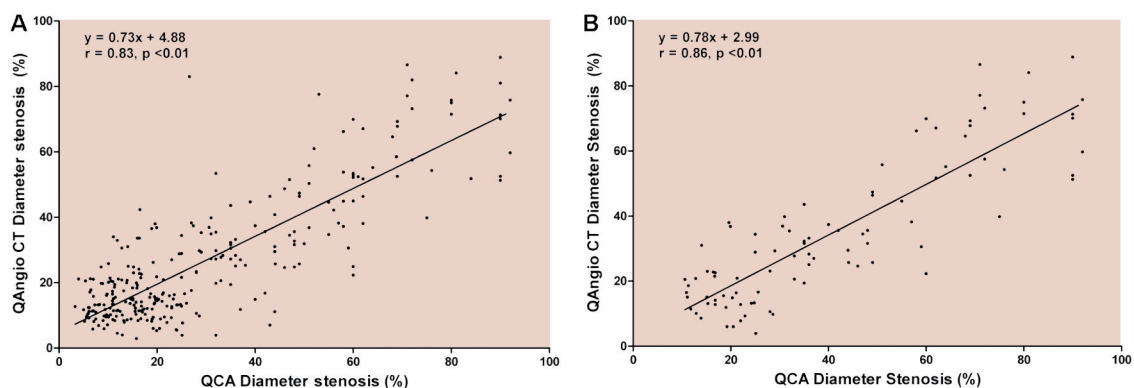 A
y = 0.73x + 4.88
r = 0.83, p <0.01
QAngio CT Diameter stenosis (%)
100
80
60
40
20
0
0 20 40 60 80 100
QCA Diameter stenosis (%)
B
y = 0.78x + 2.99
r = 0.86, p <0.01
QAngio CT Diameter Stenosis (%)
100
80
60
40
20
0
0 20 40 60 80 100
QCA Diameter Stenosis (%)